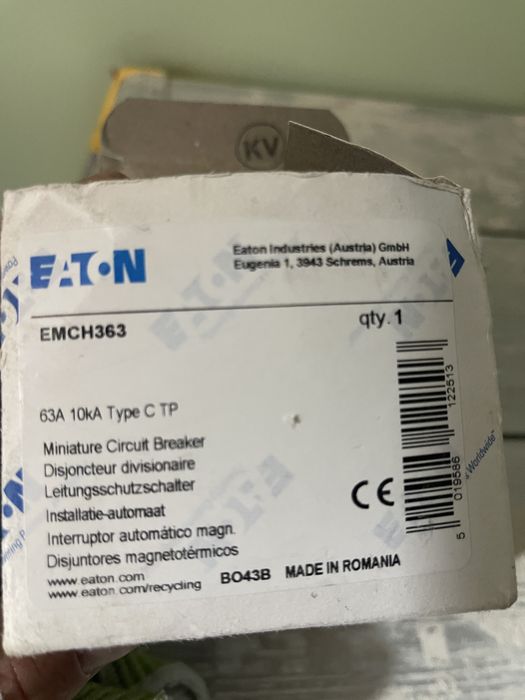 KV
EATON
Eaton Industries (Austria) GmbH
Eugenia 1, 3943 Schrems, Austria
EMCH363
qty. 1
63A 10kA Type C TP
Miniature Circuit Breaker
Disjoncteur divisionaire
Leitungsschutzschalter
Installatie-automaat
Interruptor automático magn.
Disjuntores magnetotérmicos
www.eaton.com
www.eaton.com/recycling
BO43B MADE IN ROMANIA
CE
5 019586 122513
Worldwide